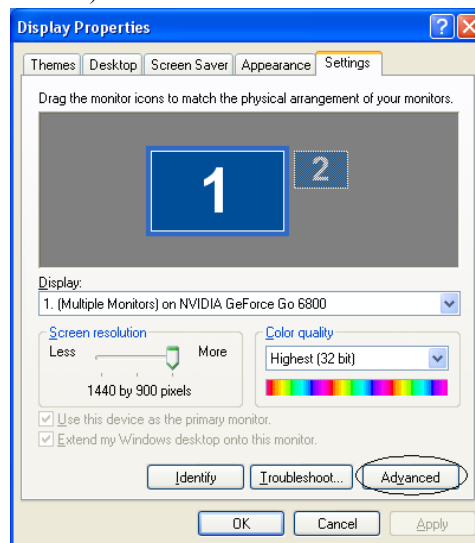 Display Properties
Themes Desktop Screen Saver Appearance Settings
Drag the monitor icons to match the physical arrangement of your monitors.
1 2
Display:
1. (Multiple Monitors) on NVIDIA GeForce Go 6800
Screen resolution
Less More
1440 by 900 pixels
Color quality
Highest (32 bit)
Use this device as the primary monitor.
Extend my Windows desktop onto this monitor.
Identify Troubleshoot... Advanced
OK Cancel Apply